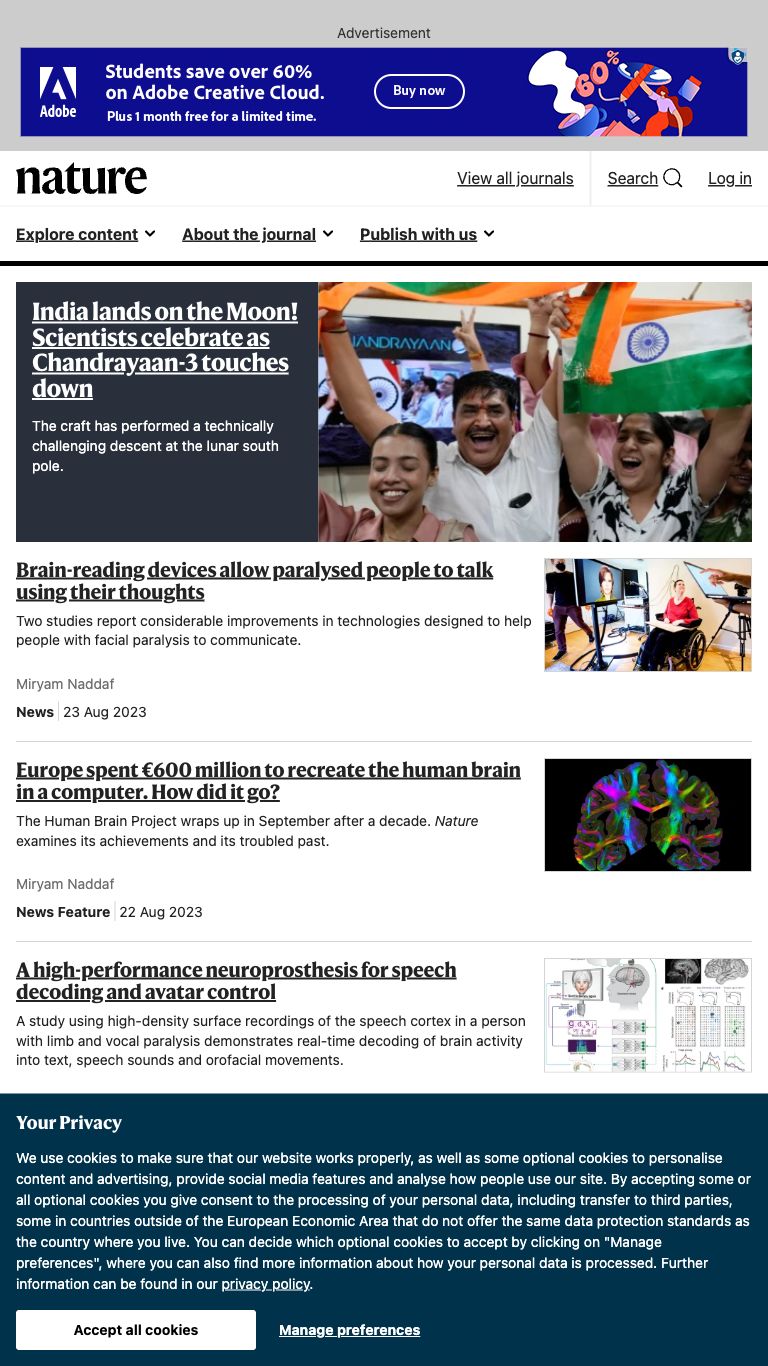 Advertisement
Adobe
Students save over 60%
on Adobe Creative Cloud.
Plus 1 month free for a limited time.
Buy now
60%
nature
View all journals
Search
Log in
Explore content
About the journal
Publish with us
India lands on the Moon!
Scientists celebrate as
Chandrayaan-3 touches
down
The craft has performed a technically
challenging descent at the lunar south
pole.
Brain-reading devices allow paralysed people to talk
using their thoughts
Two studies report considerable improvements in technologies designed to help
people with facial paralysis to communicate.
Miryam Naddaf
News
23 Aug 2023
Europe spent €600 million to recreate the human brain
in a computer. How did it go?
The Human Brain Project wraps up in September after a decade. Nature
examines its achievements and its troubled past.
Miryam Naddaf
News Feature
22 Aug 2023
A high-performance neuroprosthesis for speech
decoding and avatar control
A study using high-density surface recordings of the speech cortex in a person
with limb and vocal paralysis demonstrates real-time decoding of brain activity
into text, speech sounds and orofacial movements.
Your Privacy
We use cookies to make sure that our website works properly, as well as some optional cookies to personalise
content and advertising, provide social media features and analyse how people use our site. By accepting some or
all optional cookies you give consent to the processing of your personal data, including transfer to third parties,
some in countries outside of the European Economic Area that do not offer the same data protection standards as
the country where you live. You can decide which optional cookies to accept by clicking on "Manage
preferences", where you can also find more information about how your personal data is processed. Further
information can be found in our privacy policy.
Accept all cookies
Manage preferences